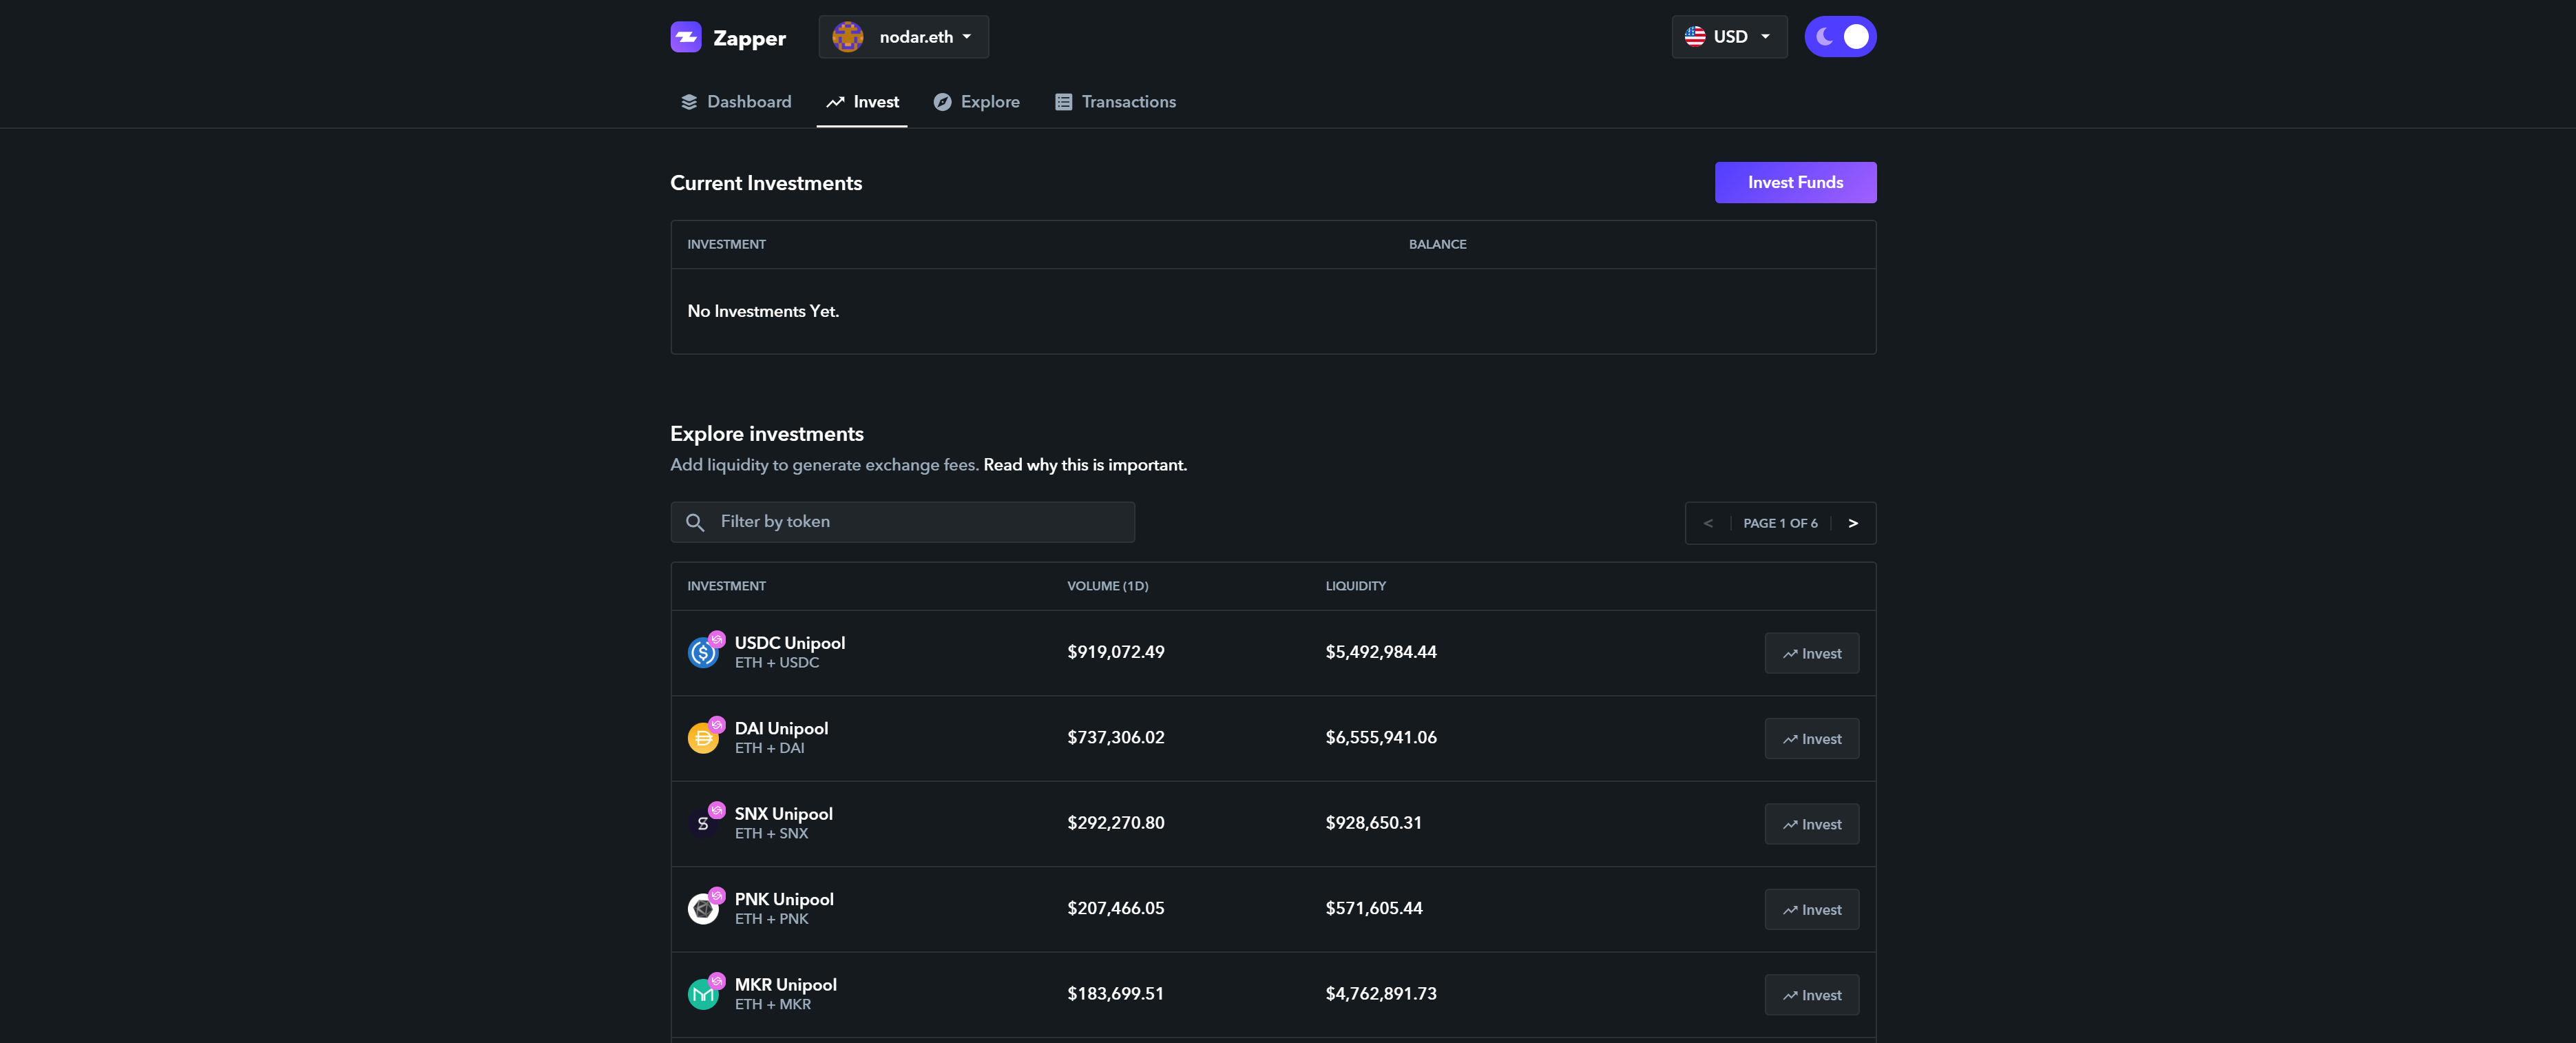 Zapper
nodar.eth
USD
Dashboard
Invest
Explore
Transactions
Current Investments
Invest Funds
INVESTMENT
BALANCE
No Investments Yet.
Explore investments
Add liquidity to generate exchange fees. Read why this is important.
Filter by token
< PAGE 1 OF 6 >
INVESTMENT
VOLUME (1D)
LIQUIDITY
USDC Unipool
ETH + USDC
$919,072.49
$5,492,984.44
Invest
DAI Unipool
ETH + DAI
$737,306.02
$6,555,941.06
Invest
SNX Unipool
ETH + SNX
$292,270.80
$928,650.31
Invest
PNK Unipool
ETH + PNK
$207,466.05
$571,605.44
Invest
MKR Unipool
ETH + MKR
$183,699.51
$4,762,891.73
Invest